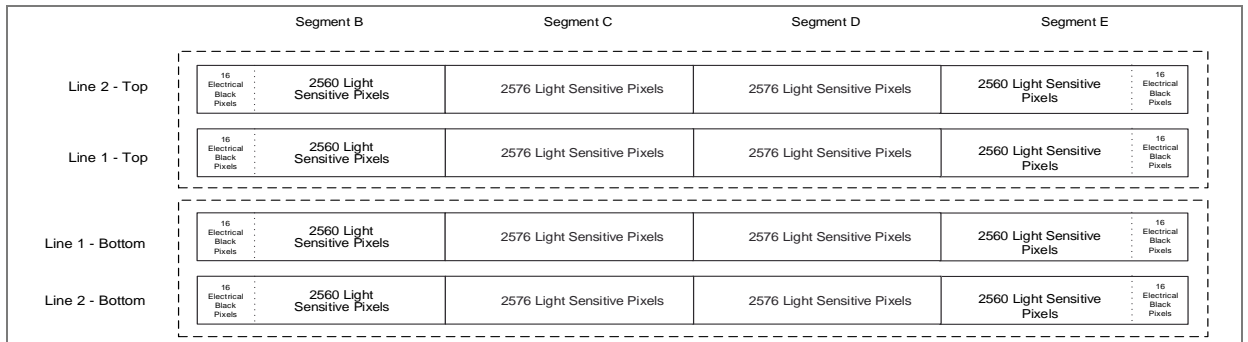 Segment B Segment C Segment D Segment E
Line 2 - Top
16
Electrical
Black
Pixels
2560 Light
Sensitive Pixels
2576 Light Sensitive Pixels
2576 Light Sensitive Pixels
2560 Light Sensitive
Pixels
16
Electrical
Black
Pixels
Line 1 - Top
16
Electrical
Black
Pixels
2560 Light
Sensitive Pixels
2576 Light Sensitive Pixels
2576 Light Sensitive Pixels
2560 Light Sensitive
Pixels
16
Electrical
Black
Pixels
Line 1 - Bottom
16
Electrical
Black
Pixels
2560 Light
Sensitive Pixels
2576 Light Sensitive Pixels
2576 Light Sensitive Pixels
2560 Light Sensitive
Pixels
16
Electrical
Black
Pixels
Line 2 - Bottom
16
Electrical
Black
Pixels
2560 Light
Sensitive Pixels
2576 Light Sensitive Pixels
2576 Light Sensitive Pixels
2560 Light Sensitive
Pixels
16
Electrical
Black
Pixels